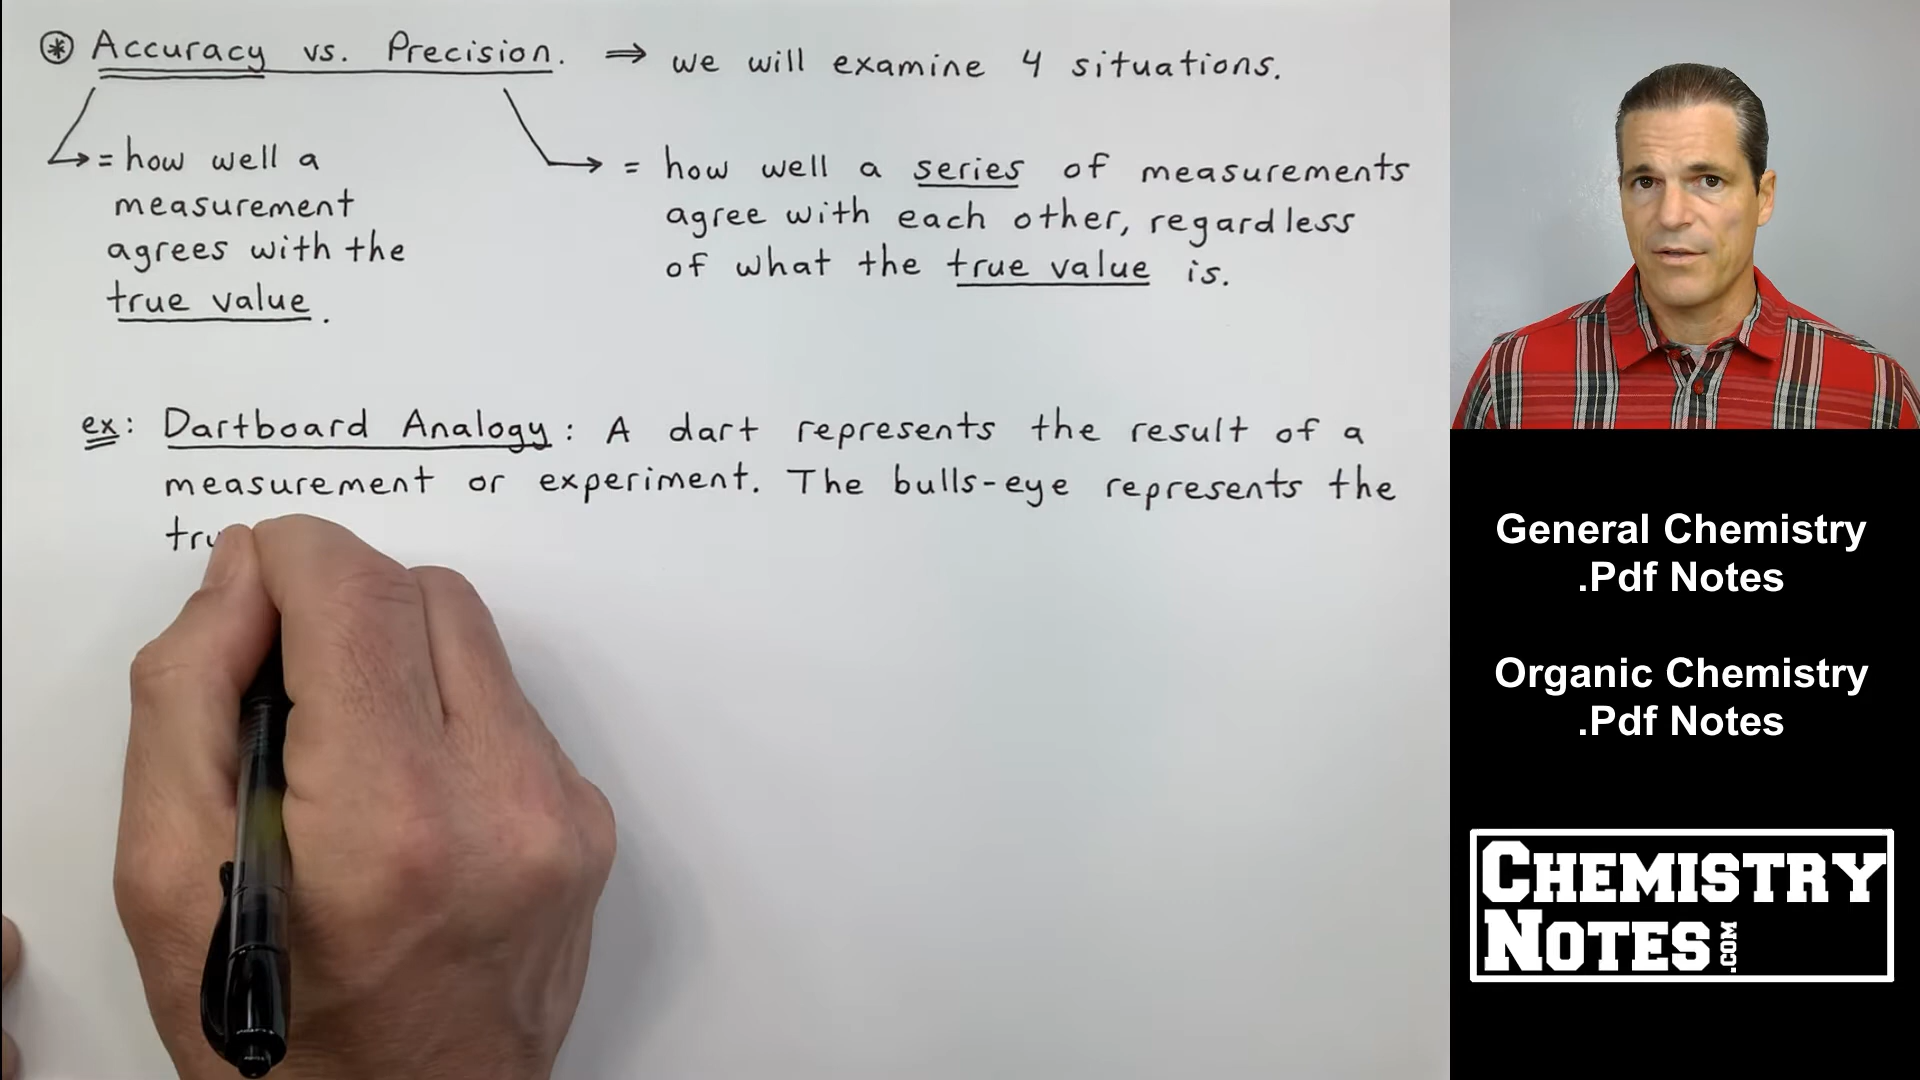 * Accuracy vs. Precision. ⇒ we will examine 4 situations.
= how well a
measurement
agrees with the
true value.
= how well a series of measurements
agree with each other, regardless
of what the true value is.
ex: Dartboard Analogy: A dart represents the result of a
measurement or experiment. The bulls-eye represents the
tru
General Chemistry
.Pdf Notes
Organic Chemistry
.Pdf Notes
CHEMISTRY
NOTES.COM